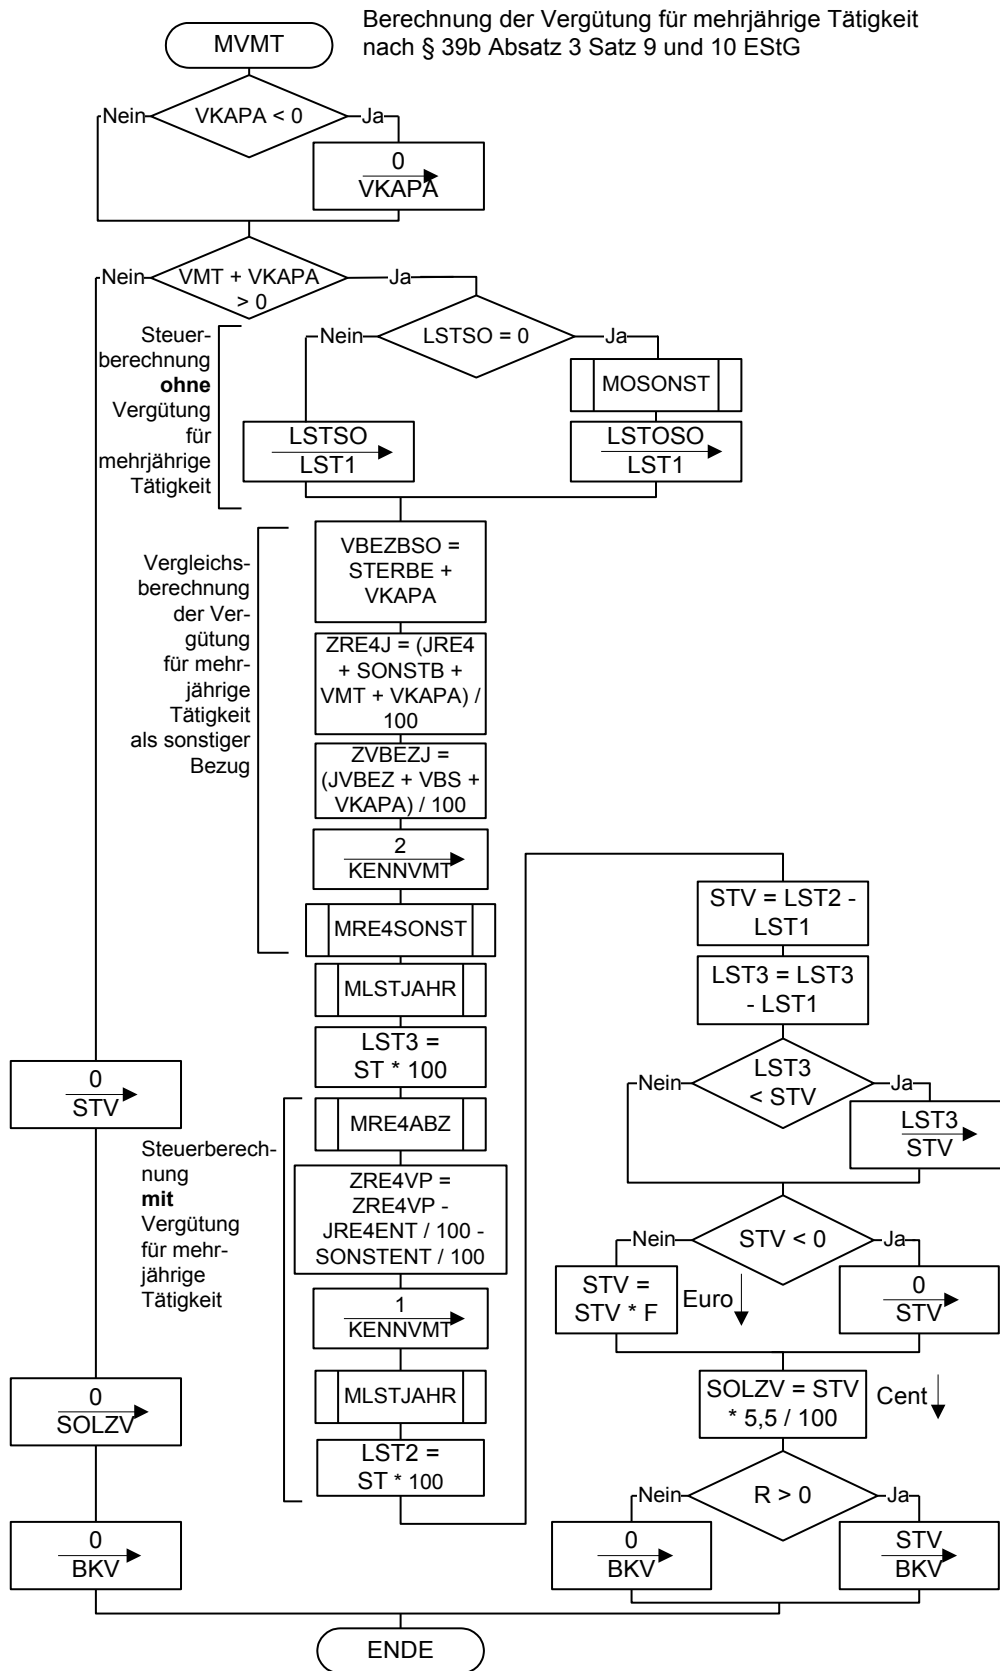 Berechnung der Vergütung für mehrjährige Tätigkeit
nach § 39b Absatz 3 Satz 9 und 10 EStG
MVMT
Nein
VKAPA < 0
Ja
0
VKAPA
Nein
VMT + VKAPA
> 0
Ja
Nein
LSTSO = 0
Ja
Steuer-
berechnung
ohne
Vergütung
für
mehrjährige
Tätigkeit
MOSONST
LSTSO
LST1
LSTOSO
LST1
Vergleichs-
berechnung
der Ver-
gütung
für mehr-
jährige
Tätigkeit
als sonstiger
Bezug
VBEZBSO =
STERBE +
VKAPA
ZRE4J = (JRE4
+ SONSTB +
VMT + VKAPA) /
100
ZVBEZJ =
(JVBEZ + VBS +
VKAPA) / 100
2
KENNVMT
MRE4SONST
MLSTJAHR
LST3 =
ST * 100
0
STV
Steuerberech-
nung
mit
Vergütung
für mehr-
jährige
Tätigkeit
MRE4ABZ
ZRE4VP =
ZRE4VP -
JRE4ENT / 100 -
SONSTENT / 100
1
KENNVMT
MLSTJAHR
LST2 =
ST * 100
0
SOLZV
0
BKV
STV = LST2 -
LST1
LST3 = LST3
- LST1
Nein
LST3
< STV
Ja
LST3
STV
Nein
STV < 0
Ja
STV =
STV * F
Euro
0
STV
SOLZV = STV
* 5,5 / 100
Cent
Nein
R > 0
Ja
0
BKV
STV
BKV
ENDE